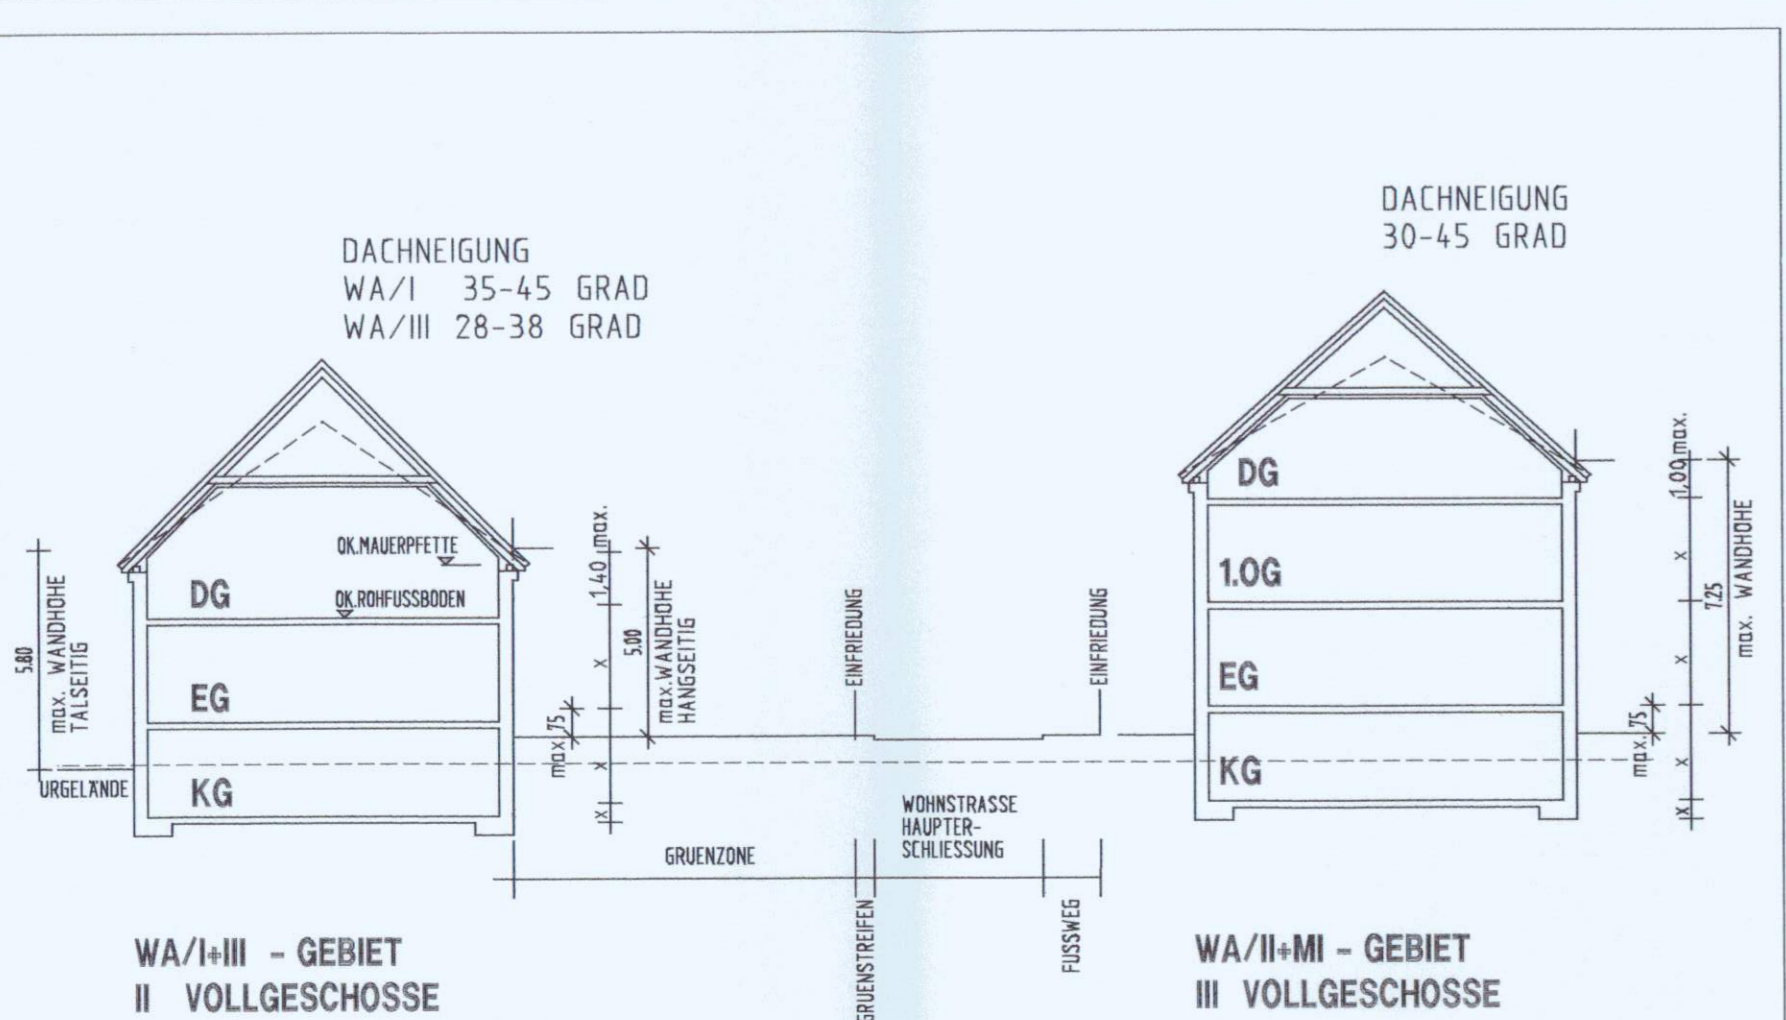 DACHNEIGUNG
WA/I 35-45 GRAD
WA/III 28-38 GRAD
DACHNEIGUNG
30-45 GRAD
OK.MAUERPFETTE
DG
OK.ROHFUSSBODEN
EG
KG
5.80
max. WANDHÖHE
TALSEITIG
URGELÄNDE
1,40 max.
x
x
x
max. 75
5.00
max. WANDHÖHE
HANGSEITIG
EINFRIEDUNG
EINFRIEDUNG
GRUENZONE
GRUENSTREIFEN
WOHNSTRASSE
HAUPTER-
SCHLIESSUNG
FUSSWEG
DG
1.OG
EG
KG
1,00 max.
x
x
x
x
max. 75
7.25
max. WANDHÖHE
WA/I+III - GEBIET
II VOLLGESCHOSSE
WA/II+MI - GEBIET
III VOLLGESCHOSSE